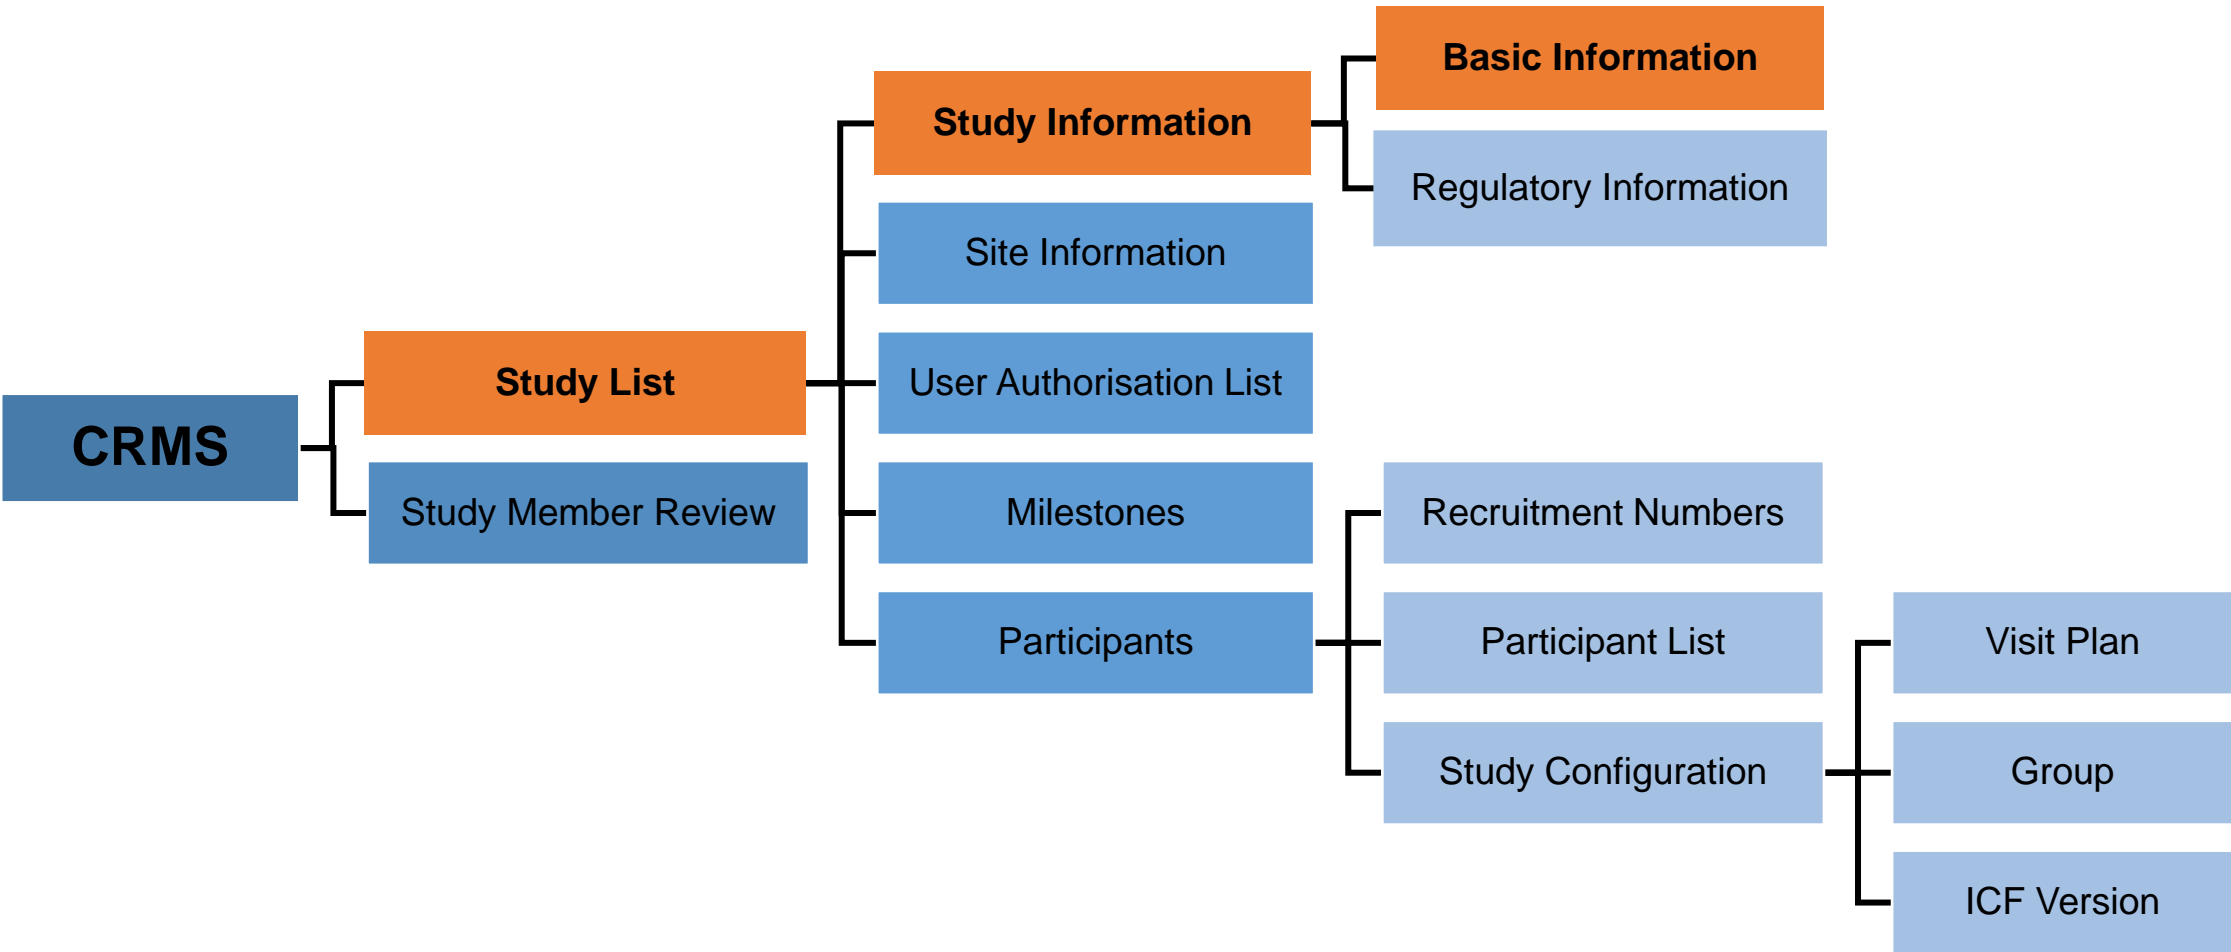 CRMS
Study List
Study Member Review
Study Information
Site Information
User Authorisation List
Milestones
Participants
Basic Information
Regulatory Information
Recruitment Numbers
Participant List
Study Configuration
Visit Plan
Group
ICF Version